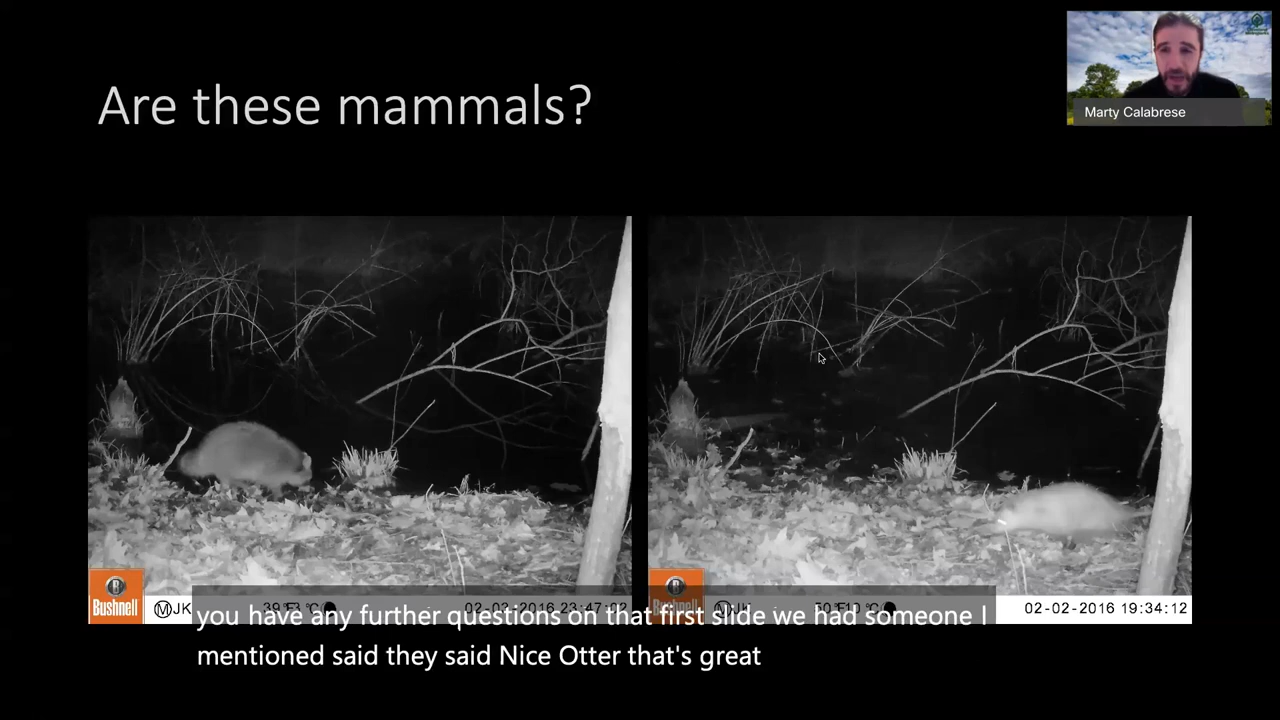 Are these mammals?
Marty Calabrese
Bushnell
M JK
02-02-2016 19:34:12
you have any further questions on that first slide we had someone I
mentioned said they said Nice Otter that's great